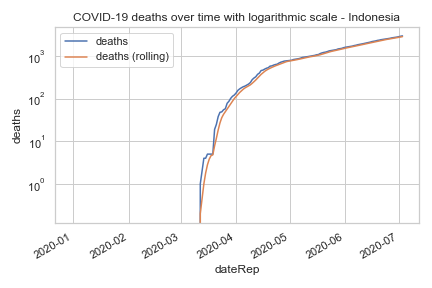 COVID-19 deaths over time with logarithmic scale - Indonesia
deaths
deaths (rolling)
10³
10²
10¹
10⁰
deaths
2020-01
2020-02
2020-03
2020-04
2020-05
2020-06
2020-07
dateRep